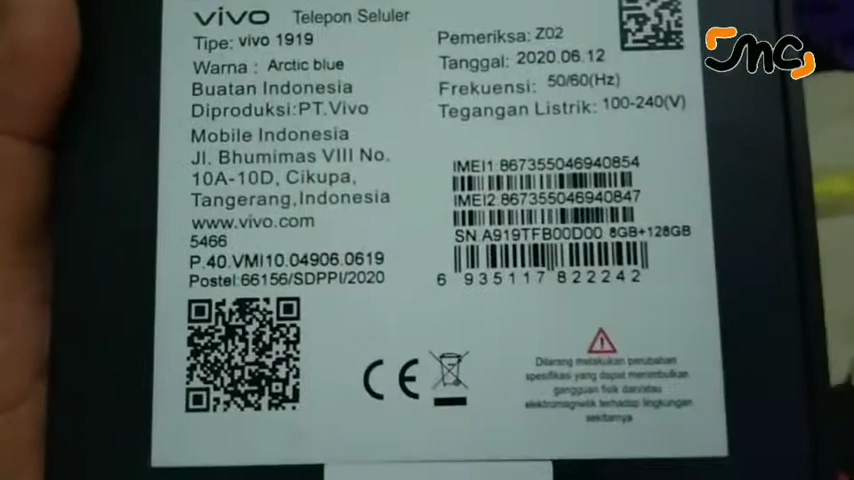 vivo Telepon Seluler
Tipe: vivo 1919
Warna : Arctic blue
Buatan Indonesia
Diproduksi:PT.Vivo
Mobile Indonesia
Jl. Bhumimas VIII No.
10A-10D, Cikupa,
Tangerang,Indonesia
www.vivo.com
5466
P.40.VMI10.04906.0619
Postel:66156/SDPPI/2020
Pemeriksa: Z02
Tanggal: 2020.06.12
Frekuensi: 50/60(Hz)
Tegangan Listrik: 100-240(V)
IMEI1:867355046940854
IMEI2:867355046940847
SN:A919TFB00D00 8GB+128GB
6 935117 822242
CE
Dilarang melakukan perubahan
spesifikasi yang dapat menimbulkan
gangguan fisik dan/atau
elektromagnetik terhadap lingkungan
sekitarnya
JMC